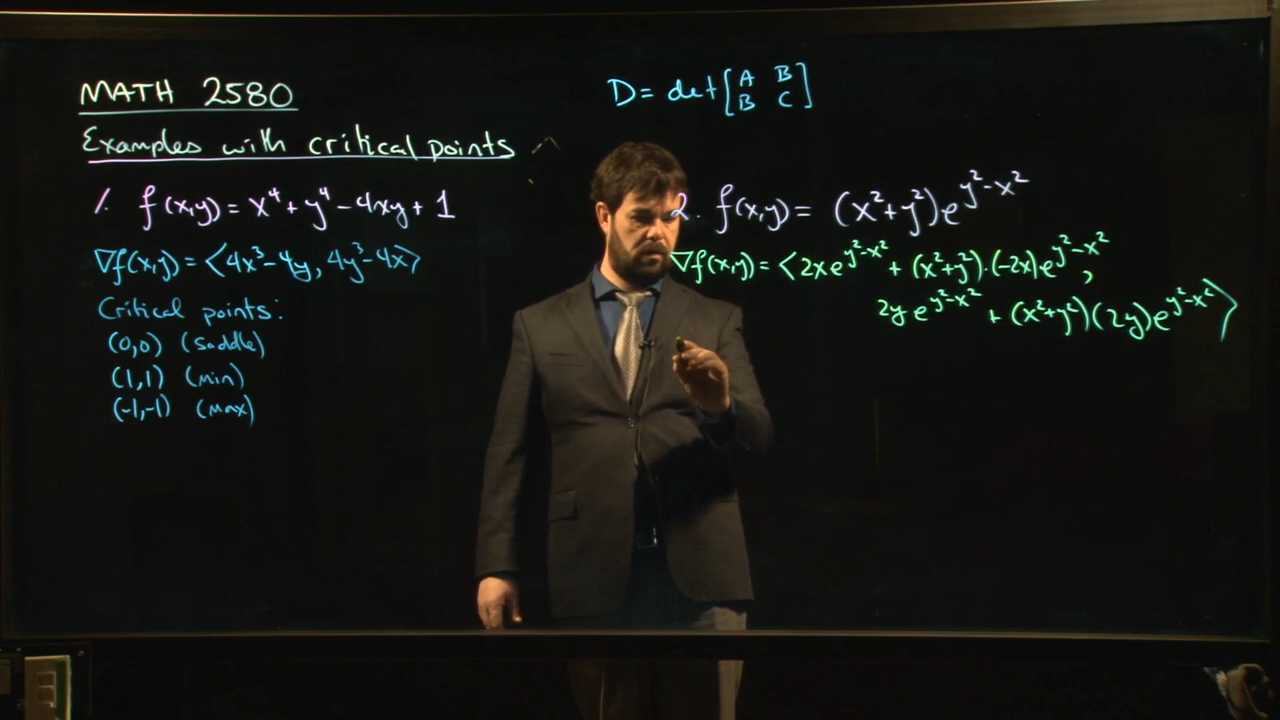 MATH 2580
Examples with critical points
1. f(x,y) = x⁴ + y⁴ - 4xy + 1
∇f(x,y) = ⟨4x³ - 4y, 4y³ - 4x⟩
Critical points:
(0,0) (saddle)
(1,1) (min)
(-1,-1) (max)
D = det [A B
B C]
2. f(x,y) = (x² + y²)e^{y² - x²}
∇f(x,y) = ⟨2xe^{y² - x²} + (x² + y²)·(-2x)e^{y² - x²},
2ye^{y² - x²} + (x² + y²)(2y)e^{y² - x²}⟩